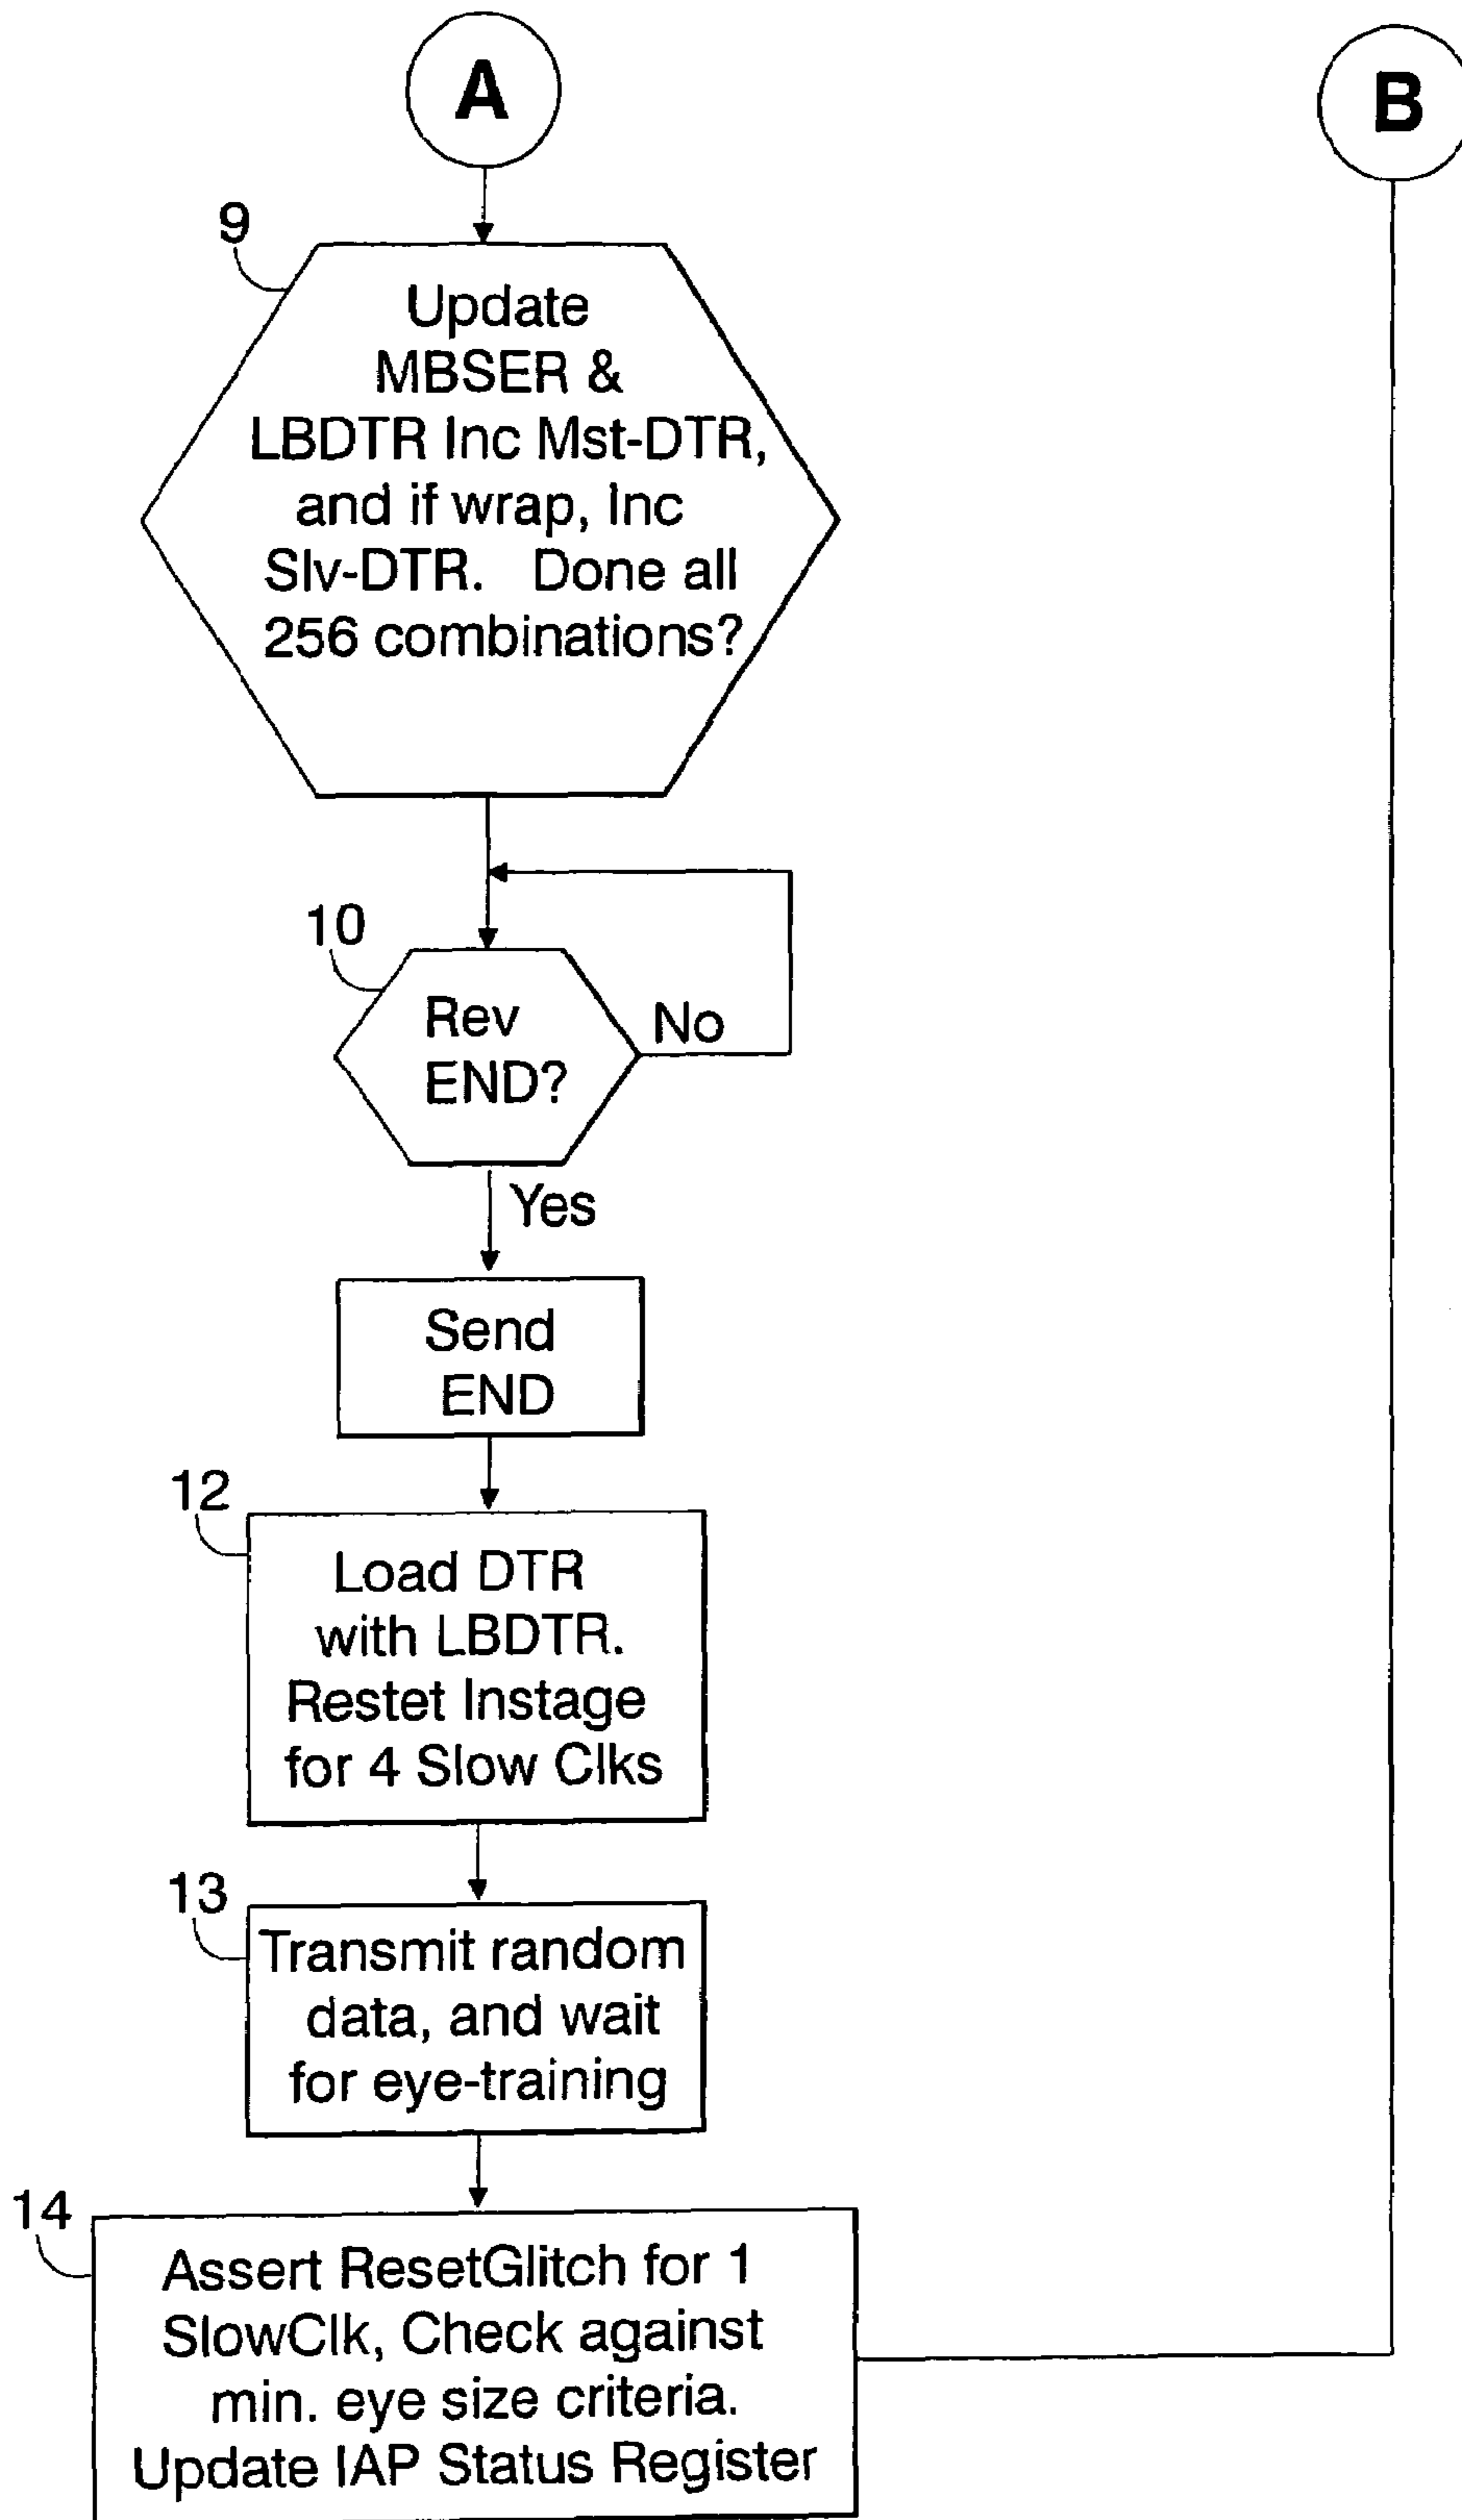 A
B
9
Update
MBSER &
LBDTR Inc Mst-DTR,
and if wrap, Inc
Slv-DTR. Done all
256 combinations?
10
Rev
END?
No
Yes
Send
END
12
Load DTR
with LBDTR.
Restet Instage
for 4 Slow Clks
13
Transmit random
data, and wait
for eye-training
14
Assert ResetGlitch for 1
SlowClk, Check against
min. eye size criteria.
Update IAP Status Register